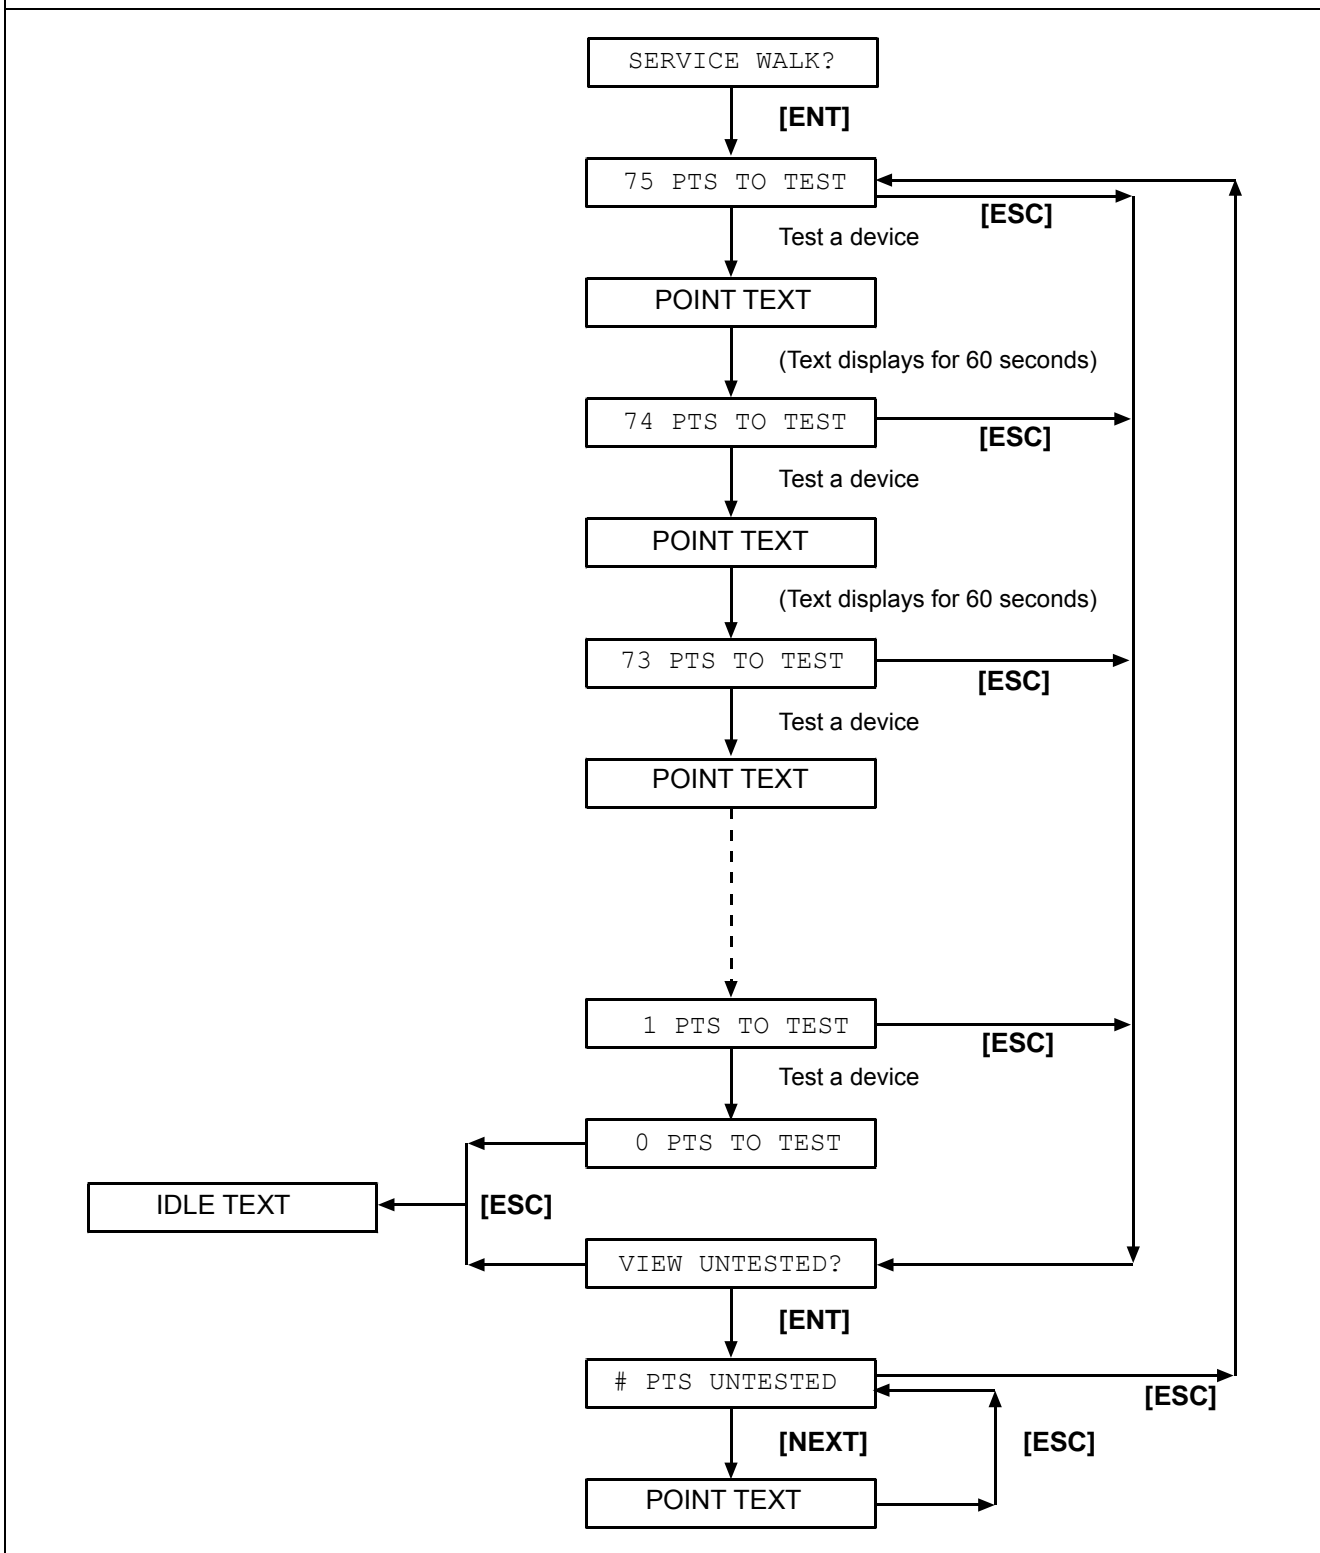 SERVICE WALK?
[ENT]
75 PTS TO TEST
[ESC]
Test a device
POINT TEXT
(Text displays for 60 seconds)
74 PTS TO TEST
[ESC]
Test a device
POINT TEXT
(Text displays for 60 seconds)
73 PTS TO TEST
[ESC]
Test a device
POINT TEXT
1 PTS TO TEST
[ESC]
Test a device
0 PTS TO TEST
IDLE TEXT
[ESC]
VIEW UNTESTED?
[ENT]
# PTS UNTESTED
[ESC]
[NEXT]
[ESC]
POINT TEXT